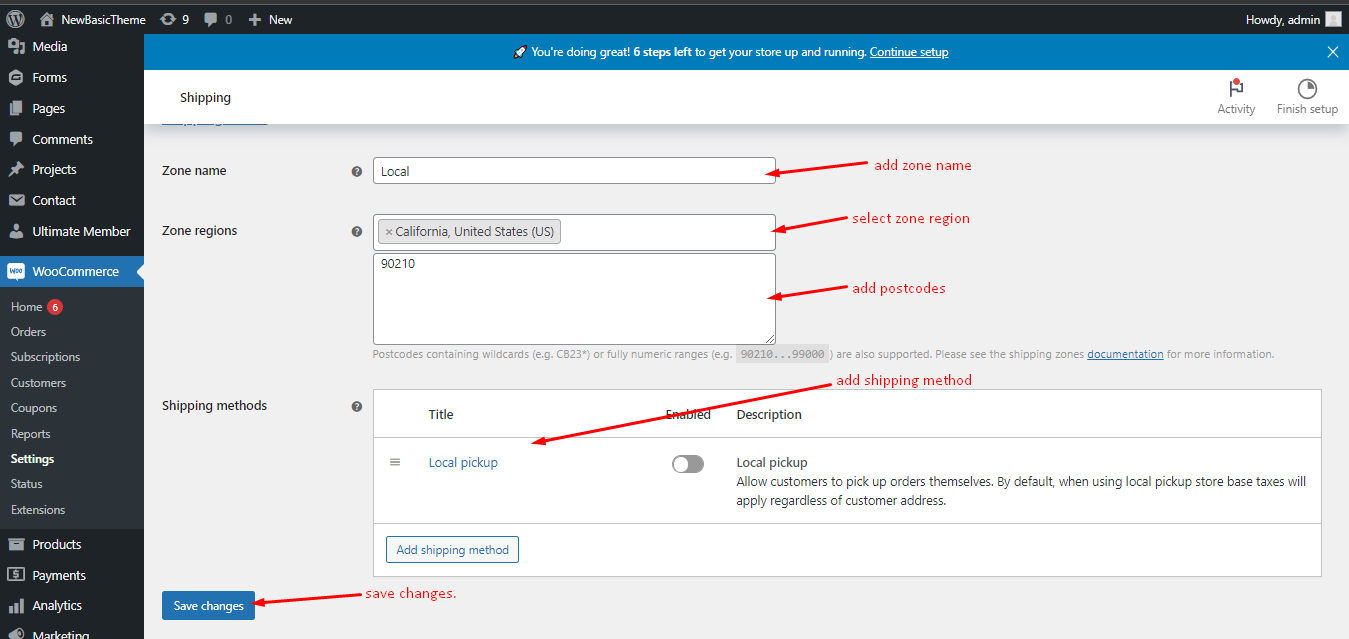 NewBasicTheme 9 0 New Howdy, admin
Media
Forms
Pages
Comments
Projects
Contact
Ultimate Member
WooCommerce
Home 6
Orders
Subscriptions
Customers
Coupons
Reports
Settings
Status
Extensions
Products
Payments
Analytics
Marketing
You're doing great! 6 steps left to get your store up and running. Continue setup
Shipping
Activity
Finish setup
Zone name
Local
add zone name
Zone regions
× California, United States (US)
select zone region
90210
add postcodes
Postcodes containing wildcards (e.g. CB23*) or fully numeric ranges (e.g. 90210...99000 ) are also supported. Please see the shipping zones documentation for more information.
add shipping method
Shipping methods
Title Enabled Description
Local pickup
Local pickup
Allow customers to pick up orders themselves. By default, when using local pickup store base taxes will
apply regardless of customer address.
Add shipping method
Save changes
save changes.